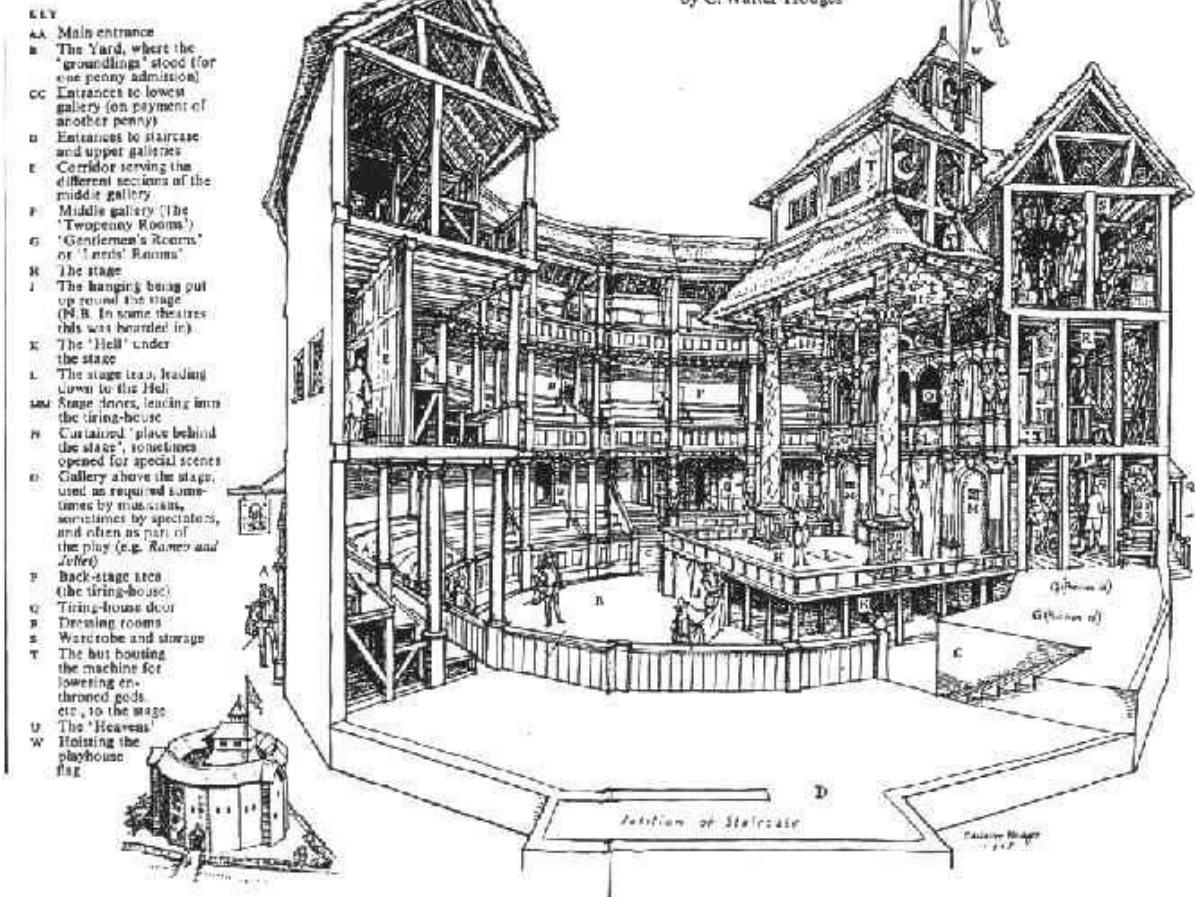 by C. Walter Hodges
KEY
AA Main entrance
B The Yard, where the
'groundlings' stood (for
one penny admission)
CC Entrances to lowest
gallery (on payment of
another penny)
D Entrances to staircase
and upper galleries
E Corridor serving the
different sections of the
middle gallery
F Middle gallery (The
'Twopenny Rooms')
G 'Gentlemen's Rooms'
or 'Lords' Rooms'
H The stage
J The hanging being put
up round the stage
(N.B. In some theatres
this was boarded in)
K The 'Hell' under
the stage
L The stage trap, leading
down to the Hell
MM Stage doors, leading into
the tiring-house
N Curtained 'place behind
the stage', sometimes
opened for special scenes
O Gallery above the stage,
used as required some-
times by musicians,
sometimes by spectators,
and often as part of
the play (e.g. Romeo and
Juliet)
P Back-stage area
(the tiring-house)
Q Tiring-house door
R Dressing rooms
S Wardrobe and storage
T The hut housing
the machine for
lowering en-
throned gods,
etc., to the stage
U The 'Heavens'
W Hoisting the
playhouse
flag
W
T
S
R
E
F
F
A
A
B
C
H
L
K
N
Q
G (Position of)
G (Position of)
C
D
Position of Staircase
C. Walter Hodges